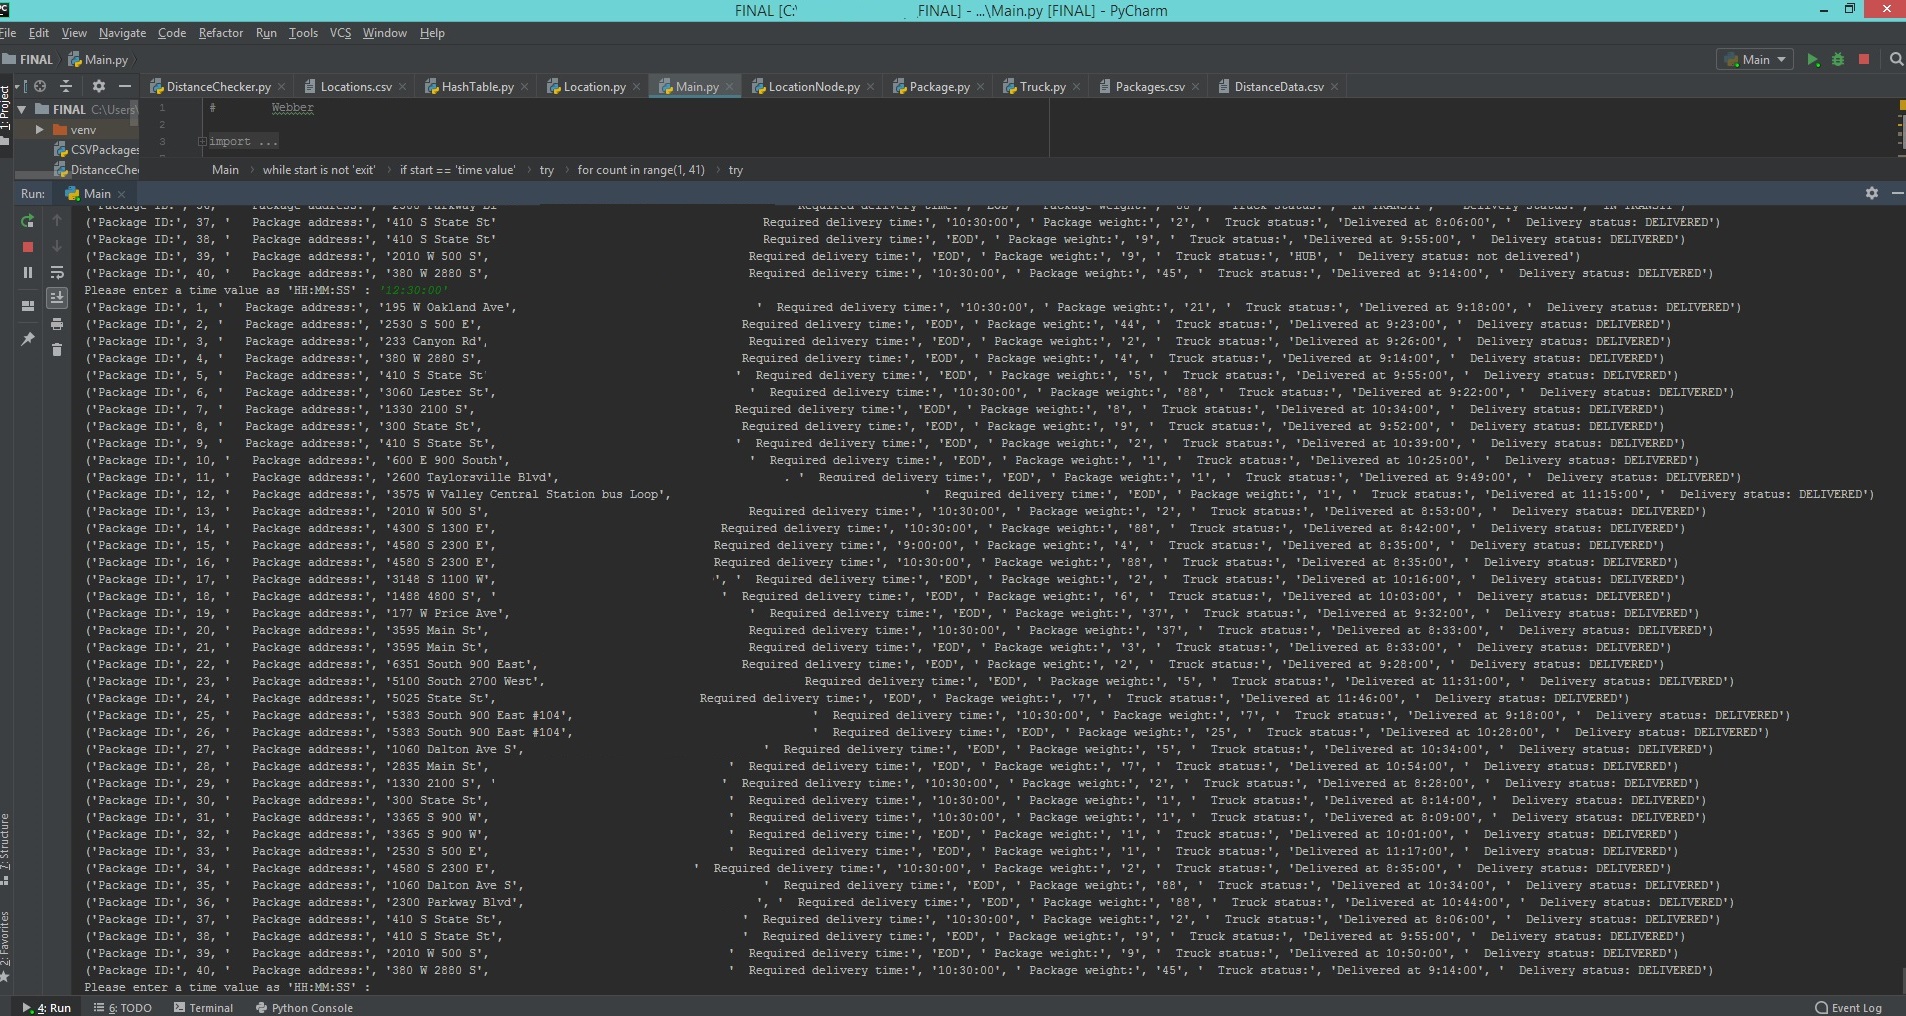 FINAL [C:\ FINAL] - ...\Main.py [FINAL] - PyCharm
File Edit View Navigate Code Refactor Run Tools VCS Window Help
FINAL Main.py Main
DistanceChecker.py Locations.csv HashTable.py Location.py Main.py LocationNode.py Package.py Truck.py Packages.csv DistanceData.csv
1: Project
FINAL C:\Users\
venv
CSVPackages
DistanceChe
1 # Webber
2
3 import ...
Main while start is not 'exit' if start == 'time value' try for count in range(1, 41) try
Run: Main
('Package ID:', 37, ' Package address:', '410 S State St' Required delivery time:', '10:30:00', ' Package weight:', '2', ' Truck status:', 'Delivered at 8:06:00', ' Delivery status: DELIVERED')
('Package ID:', 38, ' Package address:', '410 S State St' Required delivery time:', 'EOD', ' Package weight:', '9', ' Truck status:', 'Delivered at 9:55:00', ' Delivery status: DELIVERED')
('Package ID:', 39, ' Package address:', '2010 W 500 S', Required delivery time:', 'EOD', ' Package weight:', '9', ' Truck status:', 'HUB', ' Delivery status: not delivered')
('Package ID:', 40, ' Package address:', '380 W 2880 S', Required delivery time:', '10:30:00', ' Package weight:', '45', ' Truck status:', 'Delivered at 9:14:00', ' Delivery status: DELIVERED')
Please enter a time value as 'HH:MM:SS' : '12:30:00'
('Package ID:', 1, ' Package address:', '195 W Oakland Ave', ' Required delivery time:', '10:30:00', ' Package weight:', '21', ' Truck status:', 'Delivered at 9:18:00', ' Delivery status: DELIVERED')
('Package ID:', 2, ' Package address:', '2530 S 500 E', Required delivery time:', 'EOD', ' Package weight:', '44', ' Truck status:', 'Delivered at 9:23:00', ' Delivery status: DELIVERED')
('Package ID:', 3, ' Package address:', '233 Canyon Rd', Required delivery time:', 'EOD', ' Package weight:', '2', ' Truck status:', 'Delivered at 9:26:00', ' Delivery status: DELIVERED')
('Package ID:', 4, ' Package address:', '380 W 2880 S', Required delivery time:', 'EOD', ' Package weight:', '4', ' Truck status:', 'Delivered at 9:14:00', ' Delivery status: DELIVERED')
('Package ID:', 5, ' Package address:', '410 S State St' ' Required delivery time:', 'EOD', ' Package weight:', '5', ' Truck status:', 'Delivered at 9:55:00', ' Delivery status: DELIVERED')
('Package ID:', 6, ' Package address:', '3060 Lester St', ' Required delivery time:', '10:30:00', ' Package weight:', '88', ' Truck status:', 'Delivered at 9:22:00', ' Delivery status: DELIVERED')
('Package ID:', 7, ' Package address:', '1330 2100 S', Required delivery time:', 'EOD', ' Package weight:', '8', ' Truck status:', 'Delivered at 10:34:00', ' Delivery status: DELIVERED')
('Package ID:', 8, ' Package address:', '300 State St', Required delivery time:', 'EOD', ' Package weight:', '9', ' Truck status:', 'Delivered at 9:52:00', ' Delivery status: DELIVERED')
('Package ID:', 9, ' Package address:', '410 S State St', ' Required delivery time:', 'EOD', ' Package weight:', '2', ' Truck status:', 'Delivered at 10:39:00', ' Delivery status: DELIVERED')
('Package ID:', 10, ' Package address:', '600 E 900 South', ' Required delivery time:', 'EOD', ' Package weight:', '1', ' Truck status:', 'Delivered at 10:25:00', ' Delivery status: DELIVERED')
('Package ID:', 11, ' Package address:', '2600 Taylorsville Blvd', ' Required delivery time:', 'EOD', ' Package weight:', '1', ' Truck status:', 'Delivered at 9:49:00', ' Delivery status: DELIVERED')
('Package ID:', 12, ' Package address:', '3575 W Valley Central Station bus Loop', ' Required delivery time:', 'EOD', ' Package weight:', '1', ' Truck status:', 'Delivered at 11:15:00', ' Delivery status: DELIVERED')
('Package ID:', 13, ' Package address:', '2010 W 500 S', Required delivery time:', '10:30:00', ' Package weight:', '2', ' Truck status:', 'Delivered at 8:53:00', ' Delivery status: DELIVERED')
('Package ID:', 14, ' Package address:', '4300 S 1300 E', Required delivery time:', '10:30:00', ' Package weight:', '88', ' Truck status:', 'Delivered at 8:42:00', ' Delivery status: DELIVERED')
('Package ID:', 15, ' Package address:', '4580 S 2300 E', Required delivery time:', '9:00:00', ' Package weight:', '4', ' Truck status:', 'Delivered at 8:35:00', ' Delivery status: DELIVERED')
('Package ID:', 16, ' Package address:', '4580 S 2300 E', Required delivery time:', '10:30:00', ' Package weight:', '88', ' Truck status:', 'Delivered at 8:35:00', ' Delivery status: DELIVERED')
('Package ID:', 17, ' Package address:', '3148 S 1100 W', ', ' Required delivery time:', 'EOD', ' Package weight:', '2', ' Truck status:', 'Delivered at 10:16:00', ' Delivery status: DELIVERED')
('Package ID:', 18, ' Package address:', '1488 4800 S', ' ' Required delivery time:', 'EOD', ' Package weight:', '6', ' Truck status:', 'Delivered at 10:03:00', ' Delivery status: DELIVERED')
('Package ID:', 19, ' Package address:', '177 W Price Ave', ' Required delivery time:', 'EOD', ' Package weight:', '37', ' Truck status:', 'Delivered at 9:32:00', ' Delivery status: DELIVERED')
('Package ID:', 20, ' Package address:', '3595 Main St', Required delivery time:', '10:30:00', ' Package weight:', '37', ' Truck status:', 'Delivered at 8:33:00', ' Delivery status: DELIVERED')
('Package ID:', 21, ' Package address:', '3595 Main St', Required delivery time:', 'EOD', ' Package weight:', '3', ' Truck status:', 'Delivered at 8:33:00', ' Delivery status: DELIVERED')
('Package ID:', 22, ' Package address:', '6351 South 900 East', Required delivery time:', 'EOD', ' Package weight:', '2', ' Truck status:', 'Delivered at 9:28:00', ' Delivery status: DELIVERED')
('Package ID:', 23, ' Package address:', '5100 South 2700 West', Required delivery time:', 'EOD', ' Package weight:', '5', ' Truck status:', 'Delivered at 11:31:00', ' Delivery status: DELIVERED')
('Package ID:', 24, ' Package address:', '5025 State St', Required delivery time:', 'EOD', ' Package weight:', '7', ' Truck status:', 'Delivered at 11:46:00', ' Delivery status: DELIVERED')
('Package ID:', 25, ' Package address:', '5383 South 900 East #104', ' Required delivery time:', '10:30:00', ' Package weight:', '7', ' Truck status:', 'Delivered at 9:18:00', ' Delivery status: DELIVERED')
('Package ID:', 26, ' Package address:', '5383 South 900 East #104', ' Required delivery time:', 'EOD', ' Package weight:', '25', ' Truck status:', 'Delivered at 10:28:00', ' Delivery status: DELIVERED')
('Package ID:', 27, ' Package address:', '1060 Dalton Ave S', ' Required delivery time:', 'EOD', ' Package weight:', '5', ' Truck status:', 'Delivered at 10:34:00', ' Delivery status: DELIVERED')
('Package ID:', 28, ' Package address:', '2835 Main St', ' Required delivery time:', 'EOD', ' Package weight:', '7', ' Truck status:', 'Delivered at 10:54:00', ' Delivery status: DELIVERED')
('Package ID:', 29, ' Package address:', '1330 2100 S', ' ' Required delivery time:', '10:30:00', ' Package weight:', '2', ' Truck status:', 'Delivered at 8:28:00', ' Delivery status: DELIVERED')
('Package ID:', 30, ' Package address:', '300 State St', ' Required delivery time:', '10:30:00', ' Package weight:', '1', ' Truck status:', 'Delivered at 8:14:00', ' Delivery status: DELIVERED')
('Package ID:', 31, ' Package address:', '3365 S 900 W', ' Required delivery time:', '10:30:00', ' Package weight:', '1', ' Truck status:', 'Delivered at 8:09:00', ' Delivery status: DELIVERED')
('Package ID:', 32, ' Package address:', '3365 S 900 W', ' Required delivery time:', 'EOD', ' Package weight:', '1', ' Truck status:', 'Delivered at 10:01:00', ' Delivery status: DELIVERED')
('Package ID:', 33, ' Package address:', '2530 S 500 E', ' Required delivery time:', 'EOD', ' Package weight:', '1', ' Truck status:', 'Delivered at 11:17:00', ' Delivery status: DELIVERED')
('Package ID:', 34, ' Package address:', '4580 S 2300 E', ' Required delivery time:', '10:30:00', ' Package weight:', '2', ' Truck status:', 'Delivered at 8:35:00', ' Delivery status: DELIVERED')
('Package ID:', 35, ' Package address:', '1060 Dalton Ave S', ' Required delivery time:', 'EOD', ' Package weight:', '88', ' Truck status:', 'Delivered at 10:34:00', ' Delivery status: DELIVERED')
('Package ID:', 36, ' Package address:', '2300 Parkway Blvd', ', ' Required delivery time:', 'EOD', ' Package weight:', '88', ' Truck status:', 'Delivered at 10:44:00', ' Delivery status: DELIVERED')
('Package ID:', 37, ' Package address:', '410 S State St', ' Required delivery time:', '10:30:00', ' Package weight:', '2', ' Truck status:', 'Delivered at 8:06:00', ' Delivery status: DELIVERED')
('Package ID:', 38, ' Package address:', '410 S State St', ' Required delivery time:', 'EOD', ' Package weight:', '9', ' Truck status:', 'Delivered at 9:55:00', ' Delivery status: DELIVERED')
('Package ID:', 39, ' Package address:', '2010 W 500 S', ' Required delivery time:', 'EOD', ' Package weight:', '9', ' Truck status:', 'Delivered at 10:50:00', ' Delivery status: DELIVERED')
('Package ID:', 40, ' Package address:', '380 W 2880 S', ' Required delivery time:', '10:30:00', ' Package weight:', '45', ' Truck status:', 'Delivered at 9:14:00', ' Delivery status: DELIVERED')
Please enter a time value as 'HH:MM:SS' :
7: Structure
2: Favorites
4: Run 6: TODO Terminal Python Console Event Log